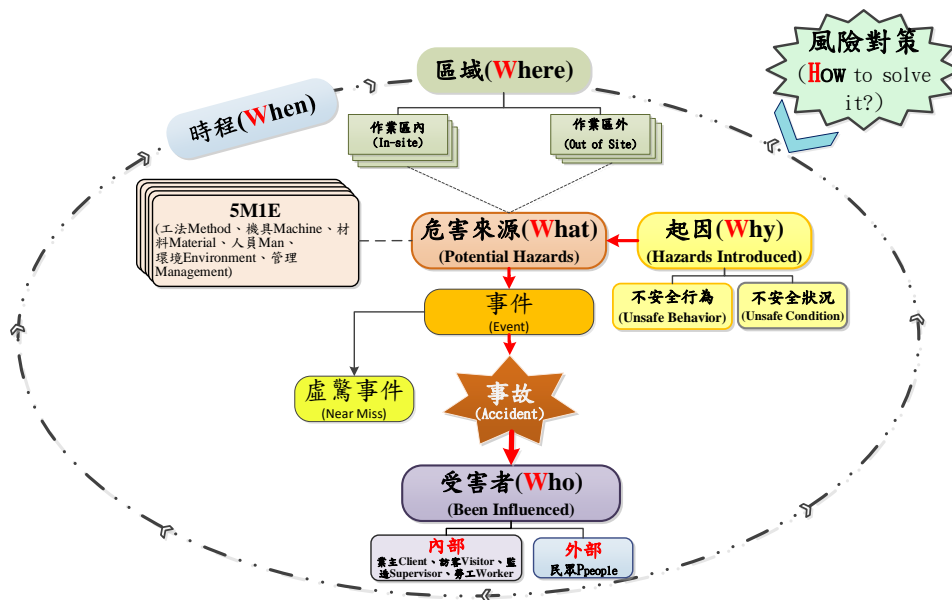 風險對策
(How to solve
it?)
區域(Where)
時程(When)
作業區內
(In-site)
作業區外
(Out of Site)
5M1E
(工法Method、機具Machine、材
料Material、人員Man、
環境Environment、管理
Management)
危害來源(What)
(Potential Hazards)
起因(Why)
(Hazards Introduced)
不安全行為
(Unsafe Behavior)
不安全狀況
(Unsafe Condition)
事件
(Event)
虛驚事件
(Near Miss)
事故
(Accident)
受害者(Who)
(Been Influenced)
內部
業主Client、訪客Visitor、監
造Supervisor、勞工Worker
外部
民眾Ppeople